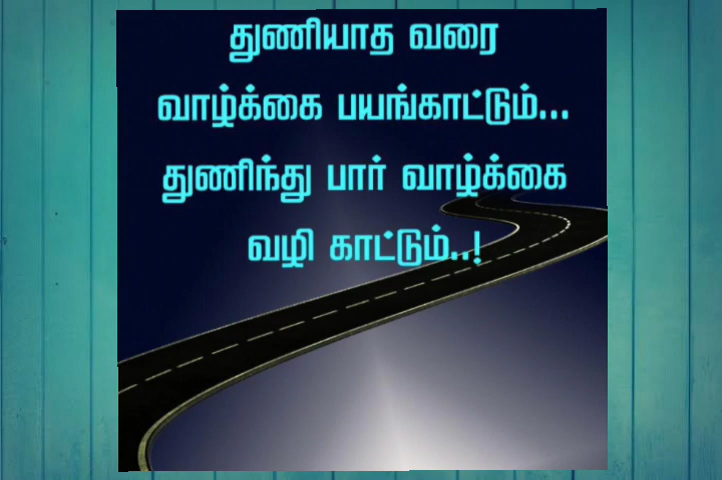 துணியாத வரை
வாழ்க்கை பயங்காட்டும்...
துணிந்து பார் வாழ்க்கை
வழி காட்டும்..!